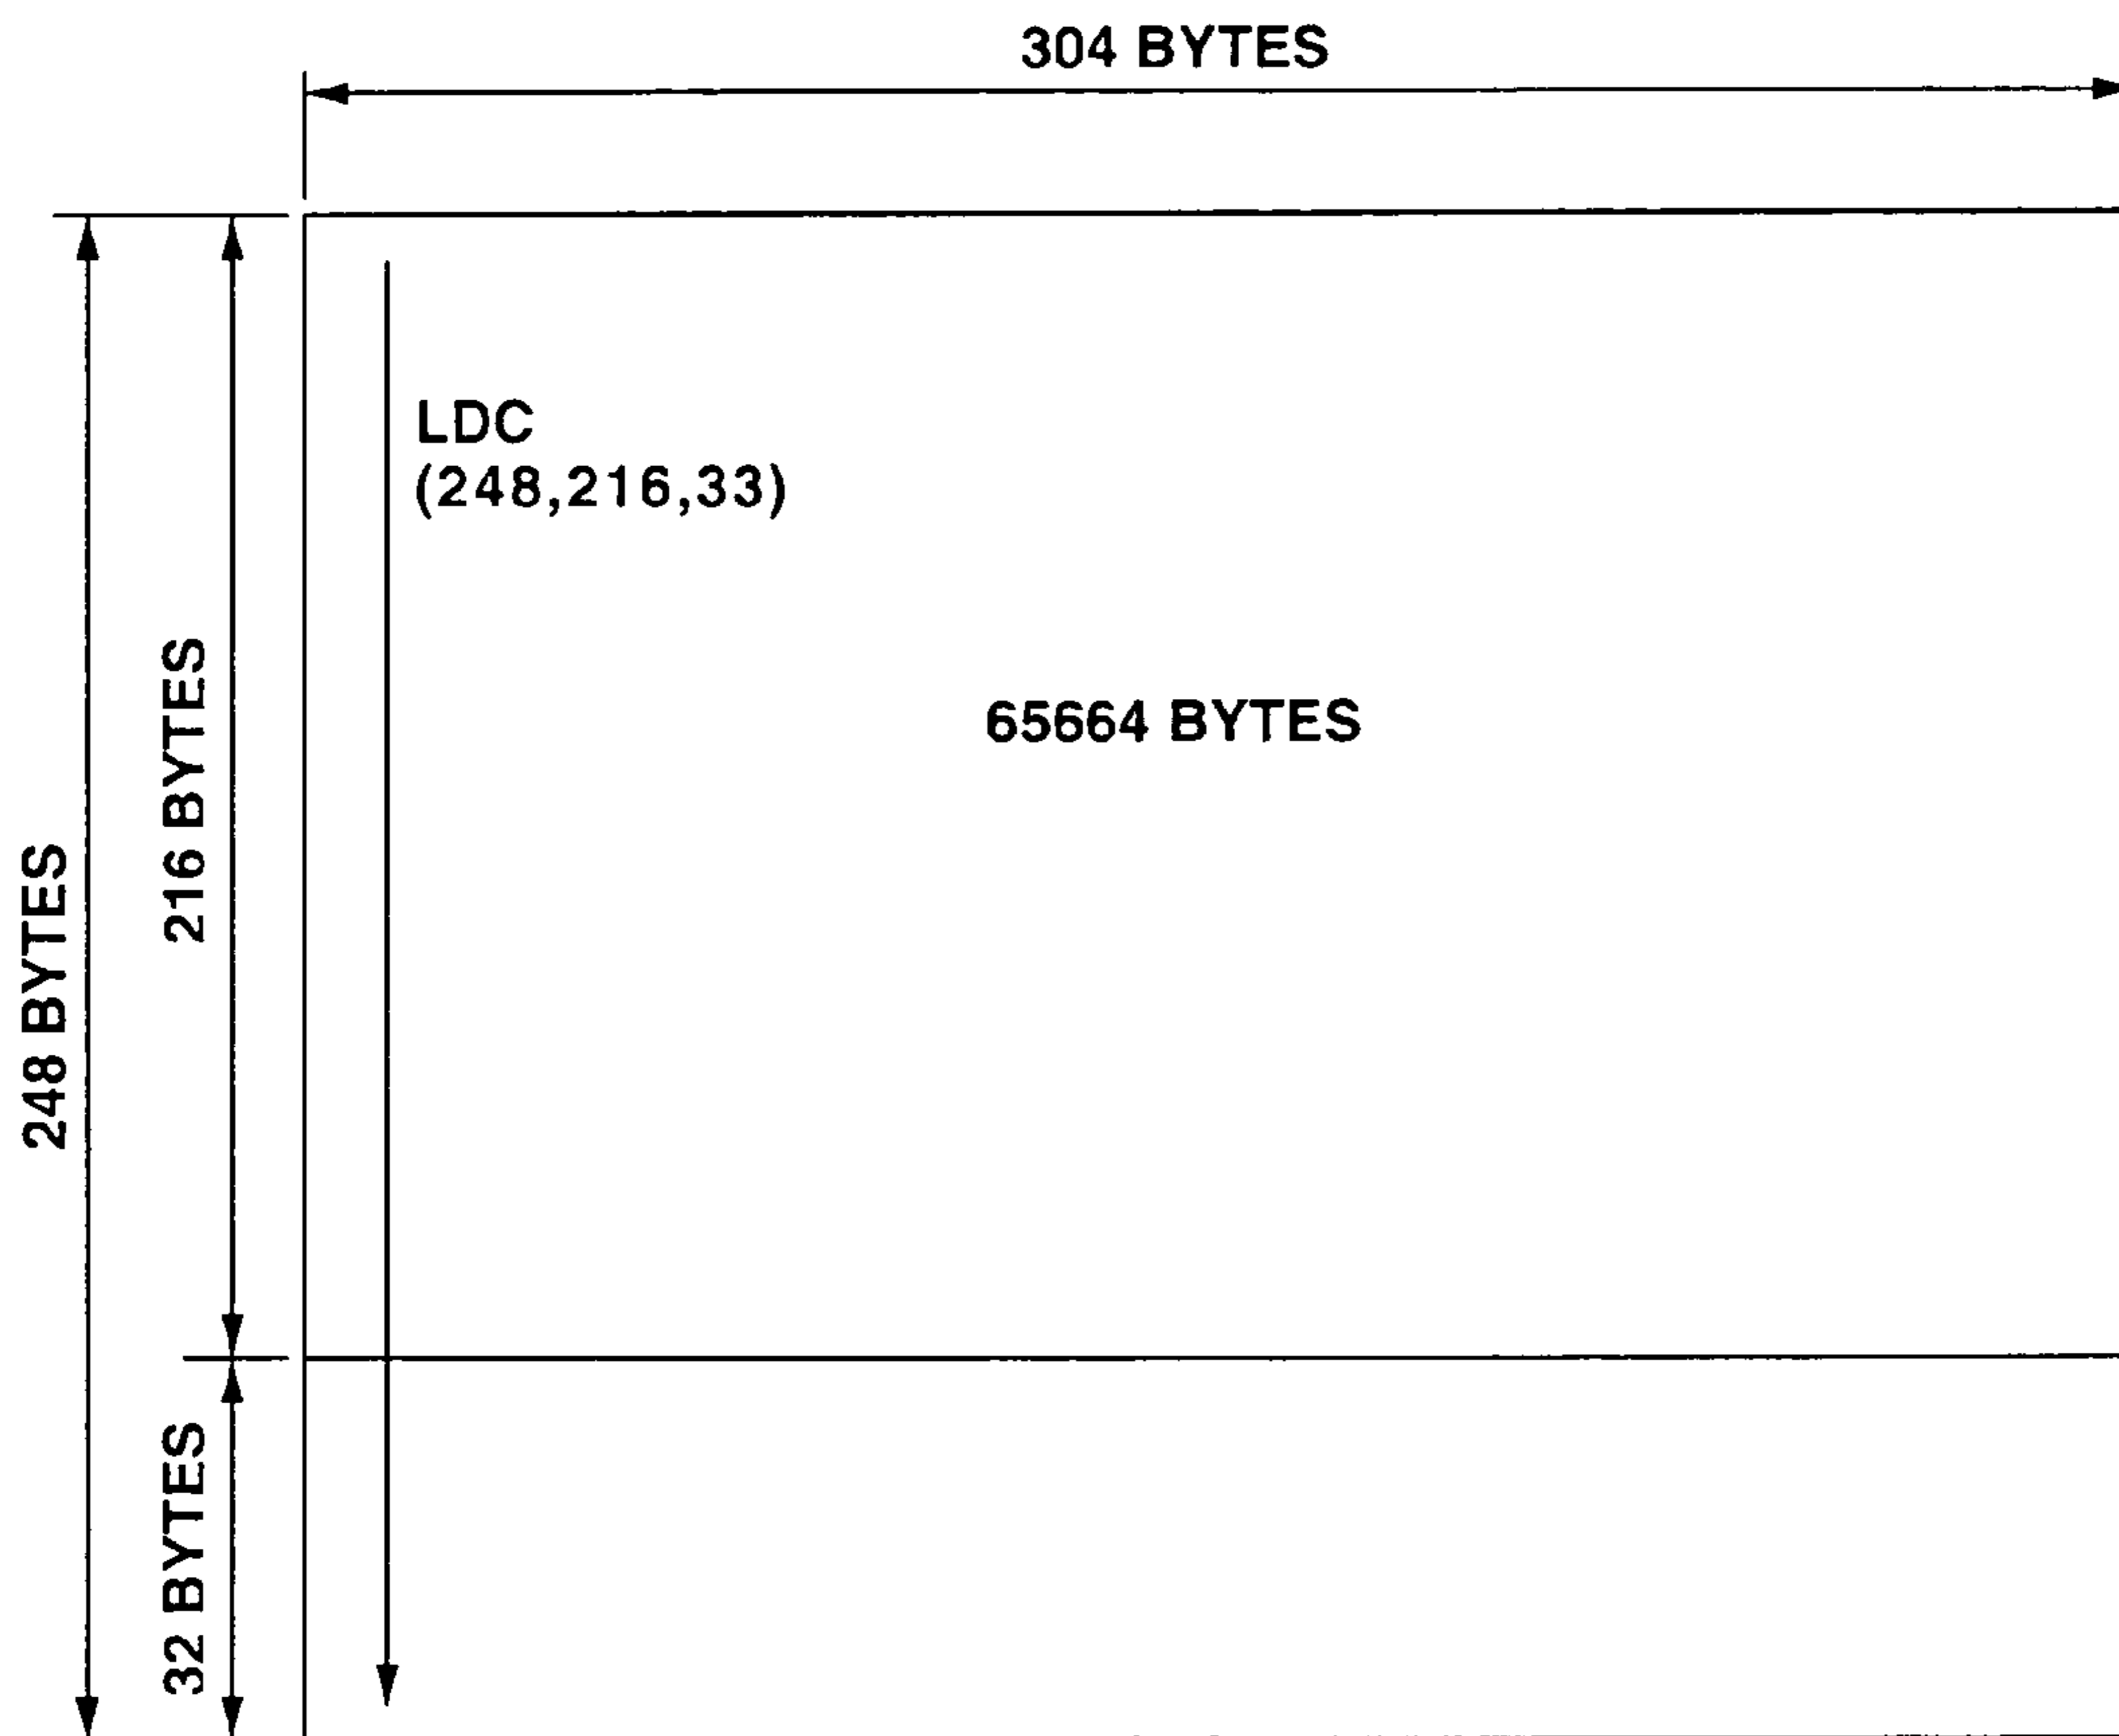 304 BYTES
LDC
(248,216,33)
65664 BYTES
216 BYTES
248 BYTES
32 BYTES